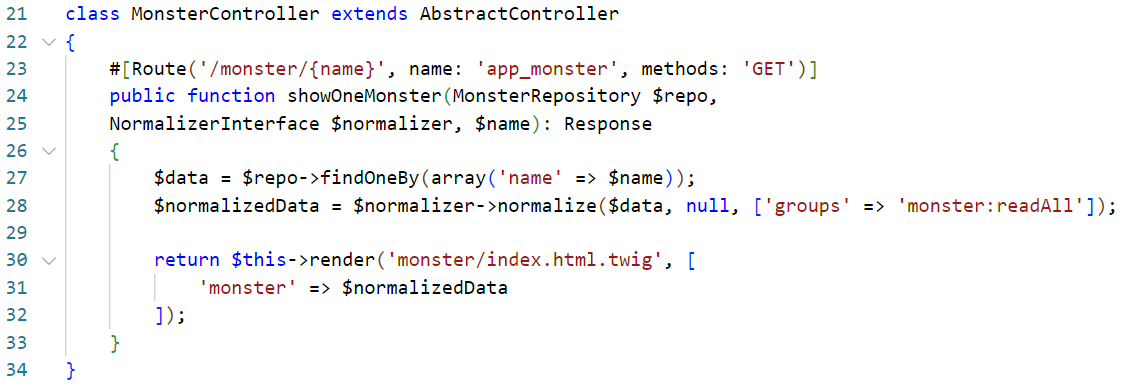 21 class MonsterController extends AbstractController
22 {
23     #[Route('/monster/{name}', name: 'app_monster', methods: 'GET')]
24     public function showOneMonster(MonsterRepository $repo,
25     NormalizerInterface $normalizer, $name): Response
26     {
27         $data = $repo->findOneBy(array('name' => $name));
28         $normalizedData = $normalizer->normalize($data, null, ['groups' => 'monster:readAll']);
29
30         return $this->render('monster/index.html.twig', [
31             'monster' => $normalizedData
32         ]);
33     }
34 }